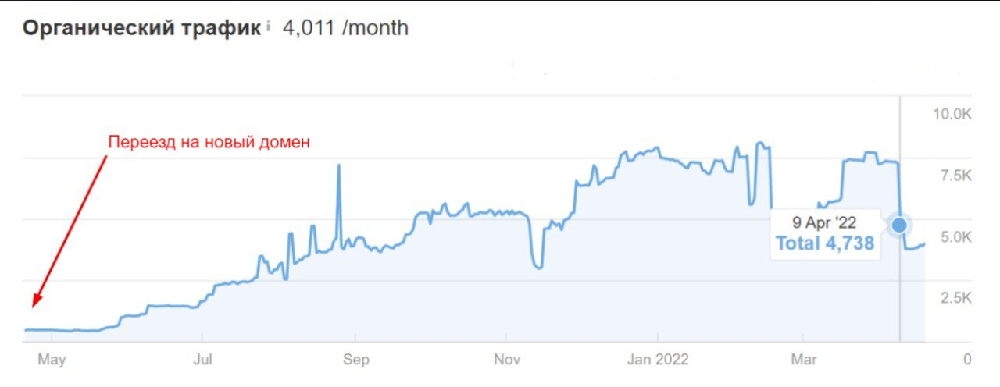 Органический трафик i 4,011 /month
10.0K
Переезд на новый домен
7.5K
9 Apr '22
Total 4,738
5.0K
2.5K
May Jul Sep Nov Jan 2022 Mar 0